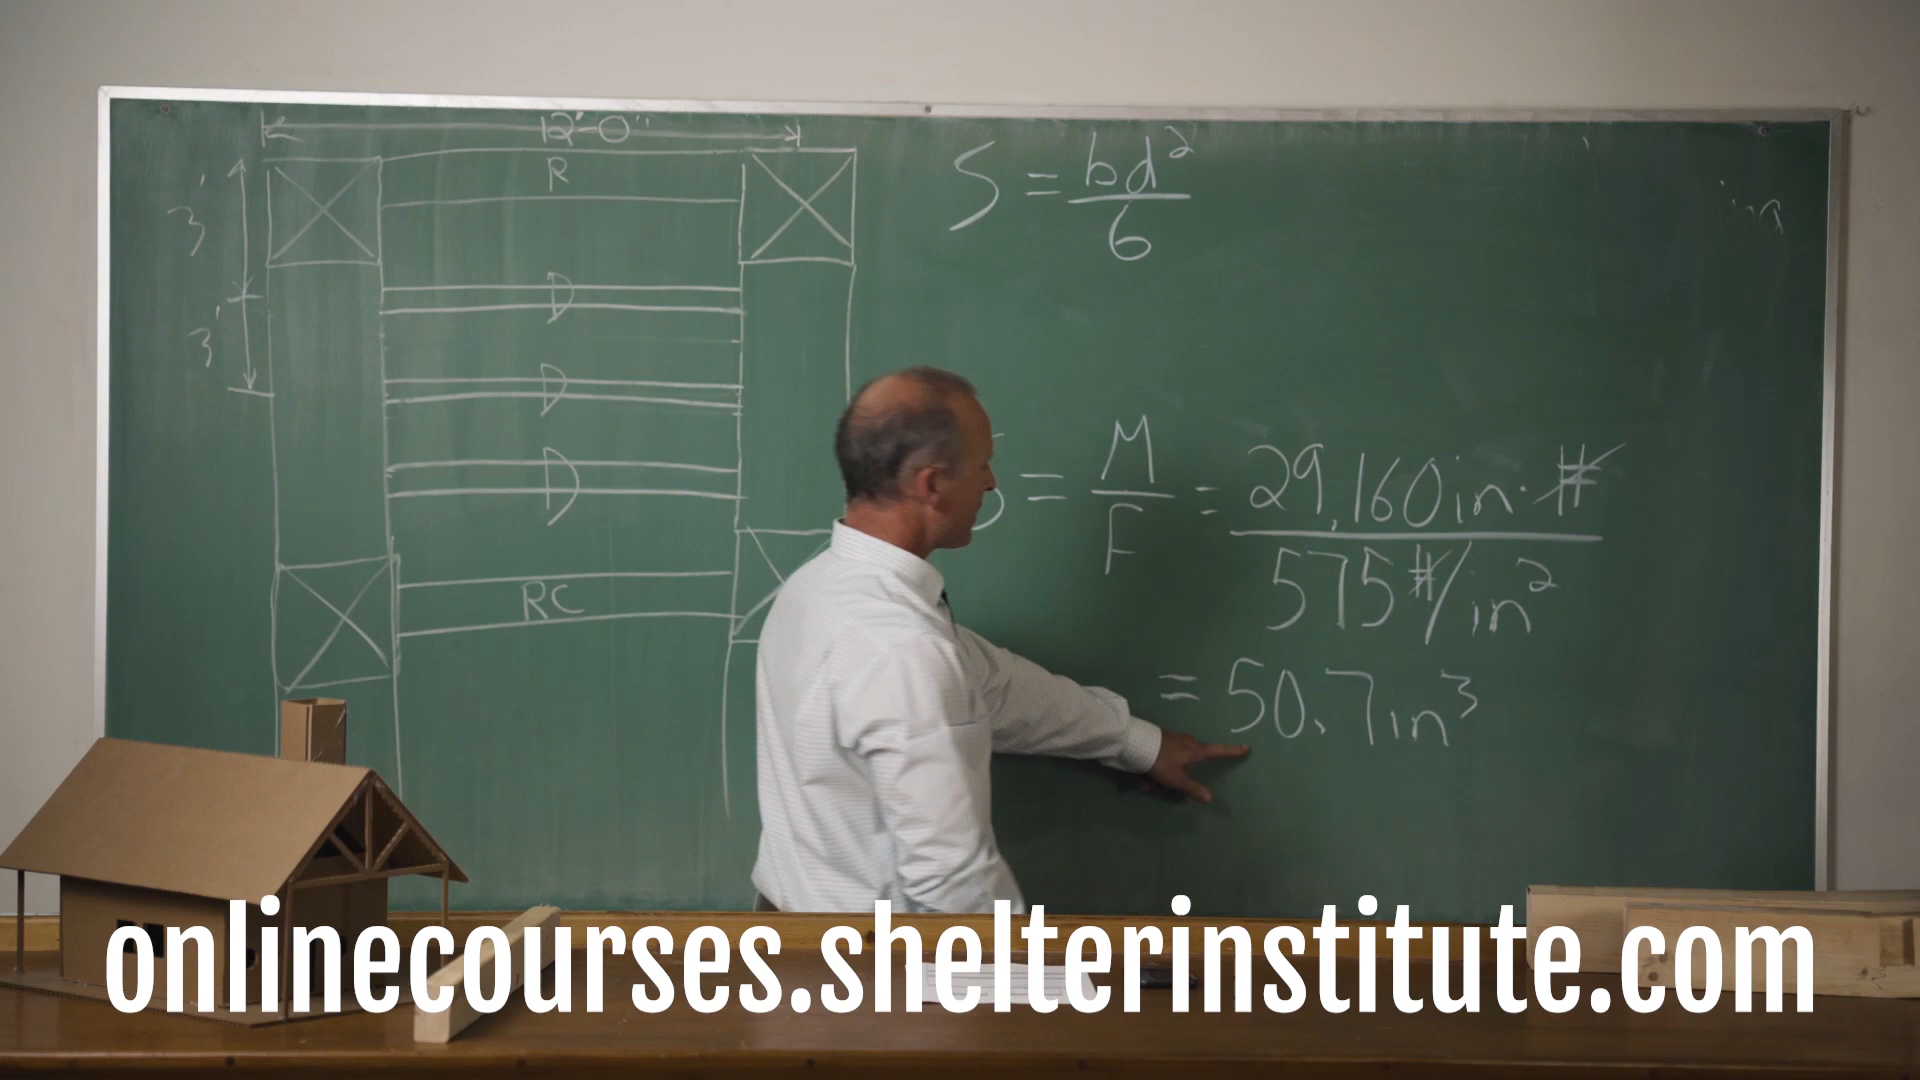 12'-0"
R
3'
D
3'
D
D
RC
S = bd²/6
S = M/F = 29,160 in·#/575 #/in²
= 50.7 in³
onlinecourses.shelterinstitute.com